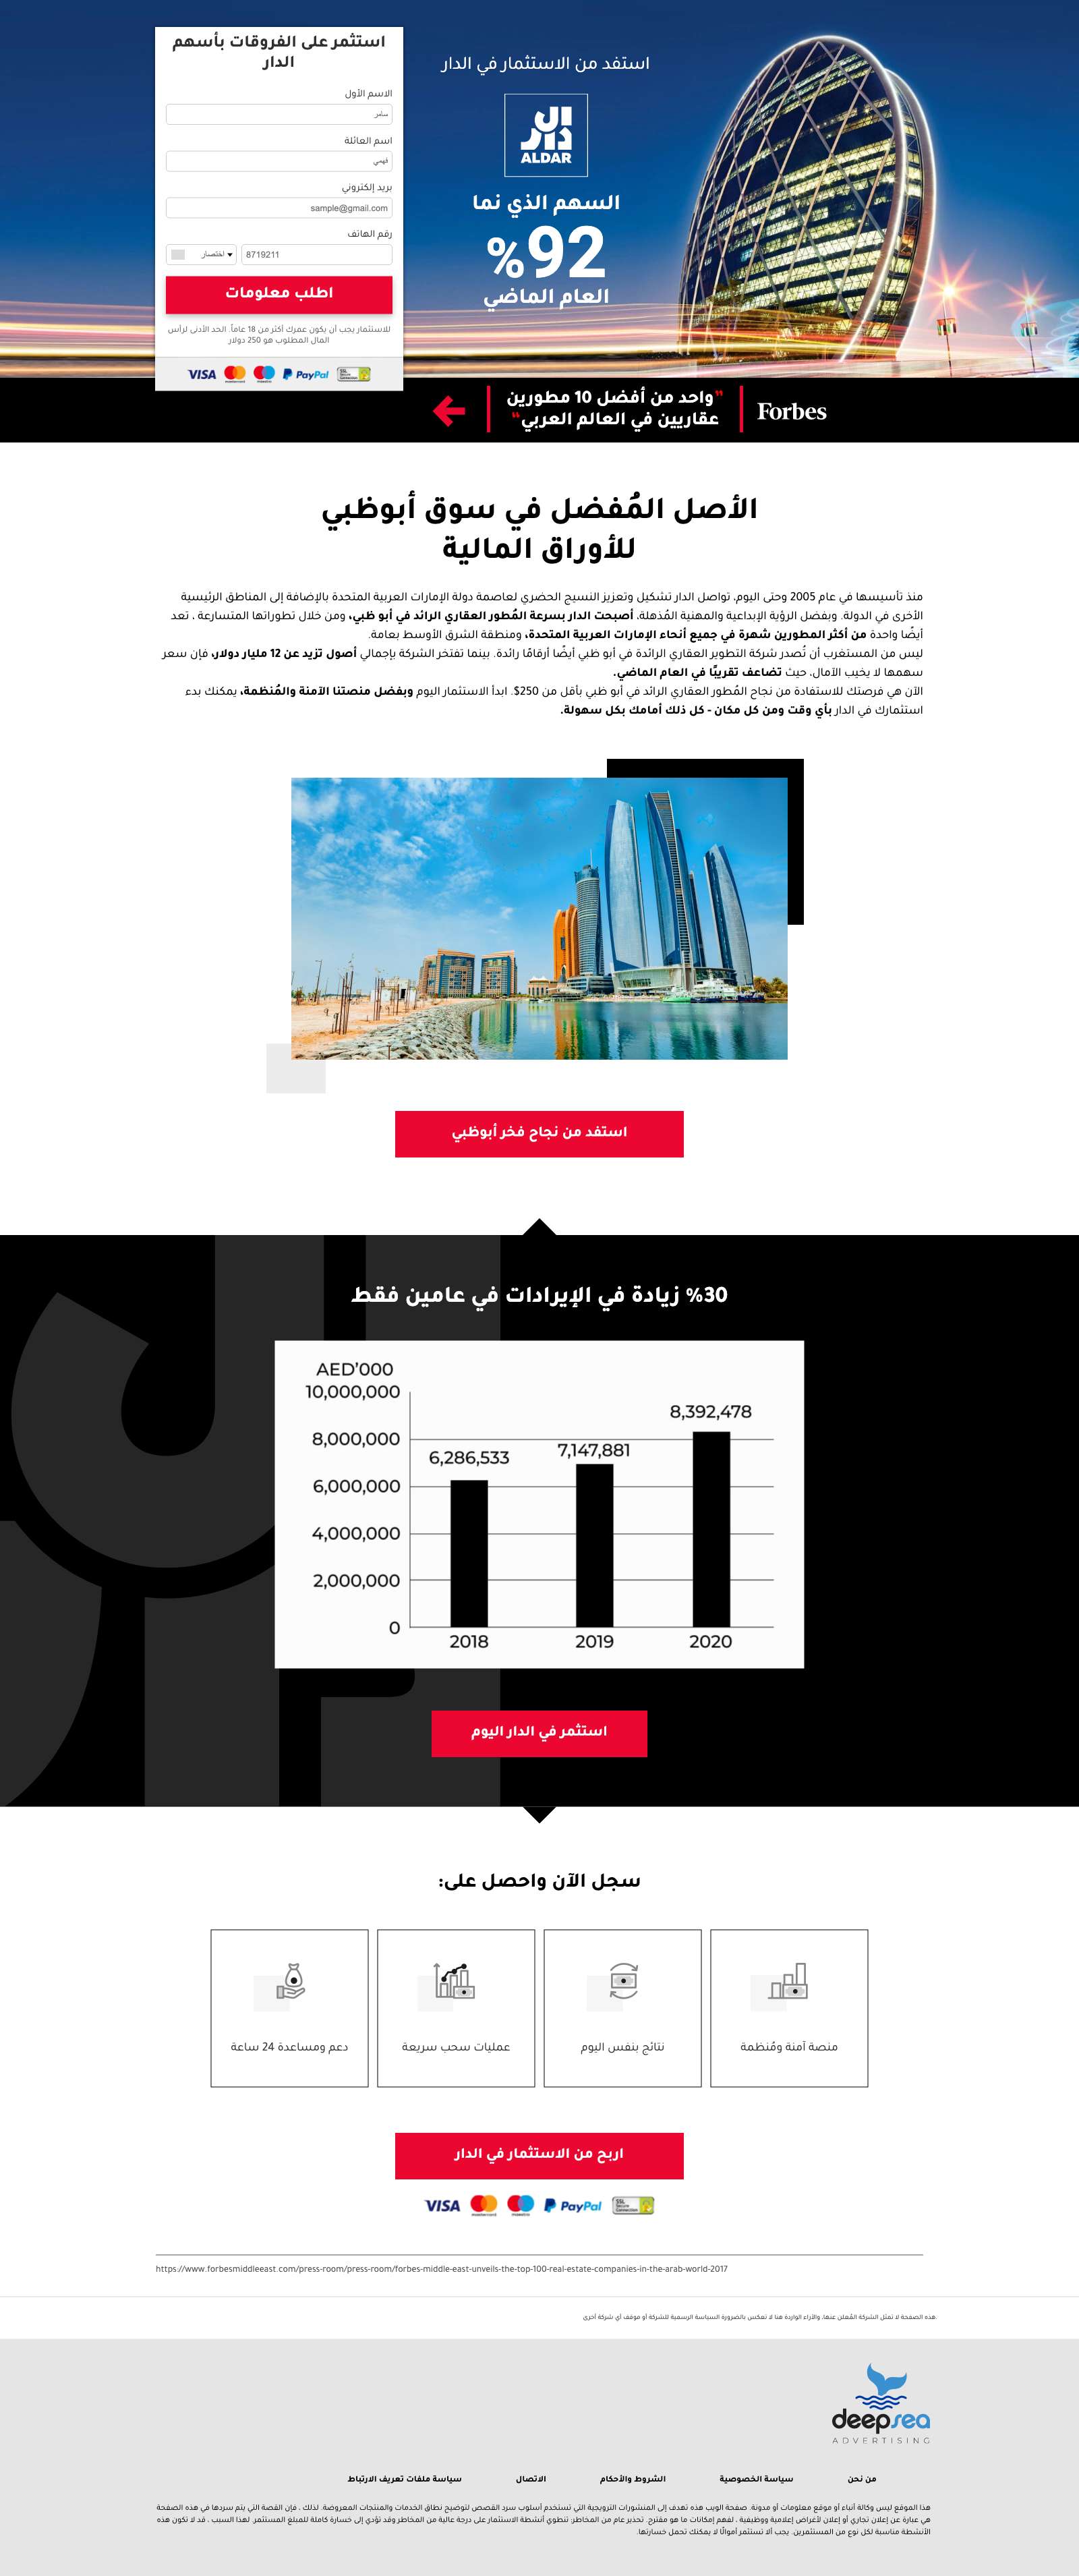 استثمر على الفروقات بأسهم
الدار
الاسم الأول
سامر
اسم العائلة
فهمي
بريد إلكتروني
sample@gmail.com
رقم الهاتف
8719211
اختصار
اطلب معلومات
للاستثمار يجب أن يكون عمرك أكثر من 18 عاماً. الحد الأدنى لرأس
المال المطلوب هو 250 دولار
VISA
PayPal
استفد من الاستثمار في الدار
الدار
ALDAR
السهم الذي نما
%92
العام الماضي
Forbes
"واحد من أفضل 10 مطورين
عقاريين في العالم العربي"
الأصل المُفضل في سوق أبوظبي
للأوراق المالية
منذ تأسيسها في عام 2005 وحتى اليوم، تواصل الدار تشكيل وتعزيز النسيج الحضري لعاصمة دولة الإمارات العربية المتحدة بالإضافة إلى المناطق الرئيسية
الأخرى في الدولة. وبفضل الرؤية الإبداعية والمهنية المُذهلة، أصبحت الدار بسرعة المُطور العقاري الرائد في أبو ظبي، ومن خلال تطوراتها المتسارعة ، تعد
أيضًا واحدة من أكثر المطورين شهرة في جميع أنحاء الإمارات العربية المتحدة، ومنطقة الشرق الأوسط بعامة.
ليس من المستغرب أن تُصدر شركة التطوير العقاري الرائدة في أبو ظبي أيضًا أرقامًا رائدة. بينما تفتخر الشركة بإجمالي أصول تزيد عن 12 مليار دولار، فإن سعر
سهمها لا يخيب الآمال، حيث تضاعف تقريبًا في العام الماضي.
الآن هي فرصتك للاستفادة من نجاح المُطور العقاري الرائد في أبو ظبي بأقل من 250$. ابدأ الاستثمار اليوم وبفضل منصتنا الآمنة والمُنظمة، يمكنك بدء
استثمارك في الدار بأي وقت ومن كل مكان - كل ذلك أمامك بكل سهولة.
استفد من نجاح فخر أبوظبي
%30 زيادة في الإيرادات في عامين فقط
AED'000
10,000,000
8,000,000
6,000,000
4,000,000
2,000,000
0
6,286,533
7,147,881
8,392,478
2018
2019
2020
استثمر في الدار اليوم
سجل الآن واحصل على:
منصة آمنة ومُنظمة
نتائج بنفس اليوم
عمليات سحب سريعة
دعم ومساعدة 24 ساعة
اربح من الاستثمار في الدار
VISA
PayPal
SSL
https://www.forbesmiddleeast.com/press-room/press-room/forbes-middle-east-unveils-the-top-100-real-estate-companies-in-the-arab-world-2017
هذه الصفحة لا تمثل الشركة المُعلن عنها، والآراء الواردة هنا لا تعكس بالضرورة السياسة الرسمية للشركة أو موقف أي شركة أخرى.
deepsea
ADVERTISING
من نحن
سياسة الخصوصية
الشروط والأحكام
الاتصال
سياسة ملفات تعريف الارتباط
هذا الموقع ليس وكالة أنباء أو موقع معلومات أو مدونة. صفحة الويب هذه تهدف إلى المنشورات الترويجية التي تستخدم أسلوب سرد القصص لتوضيح نطاق الخدمات والمنتجات المعروضة. لذلك ، فإن القصة التي يتم سردها في هذه الصفحة
هي عبارة عن إعلان تجاري أو إعلان لأغراض إعلامية ووظيفية ، لفهم إمكانات ما هو مقترح. تحذير عام من المخاطر: تنطوي أنشطة الاستثمار على درجة عالية من المخاطر وقد تؤدي إلى خسارة كاملة للمبلغ المستثمر. لهذا السبب ، قد لا تكون هذه
الأنشطة مناسبة لكل نوع من المستثمرين. يجب ألا تستثمر أموالًا لا يمكنك تحمل خسارتها.